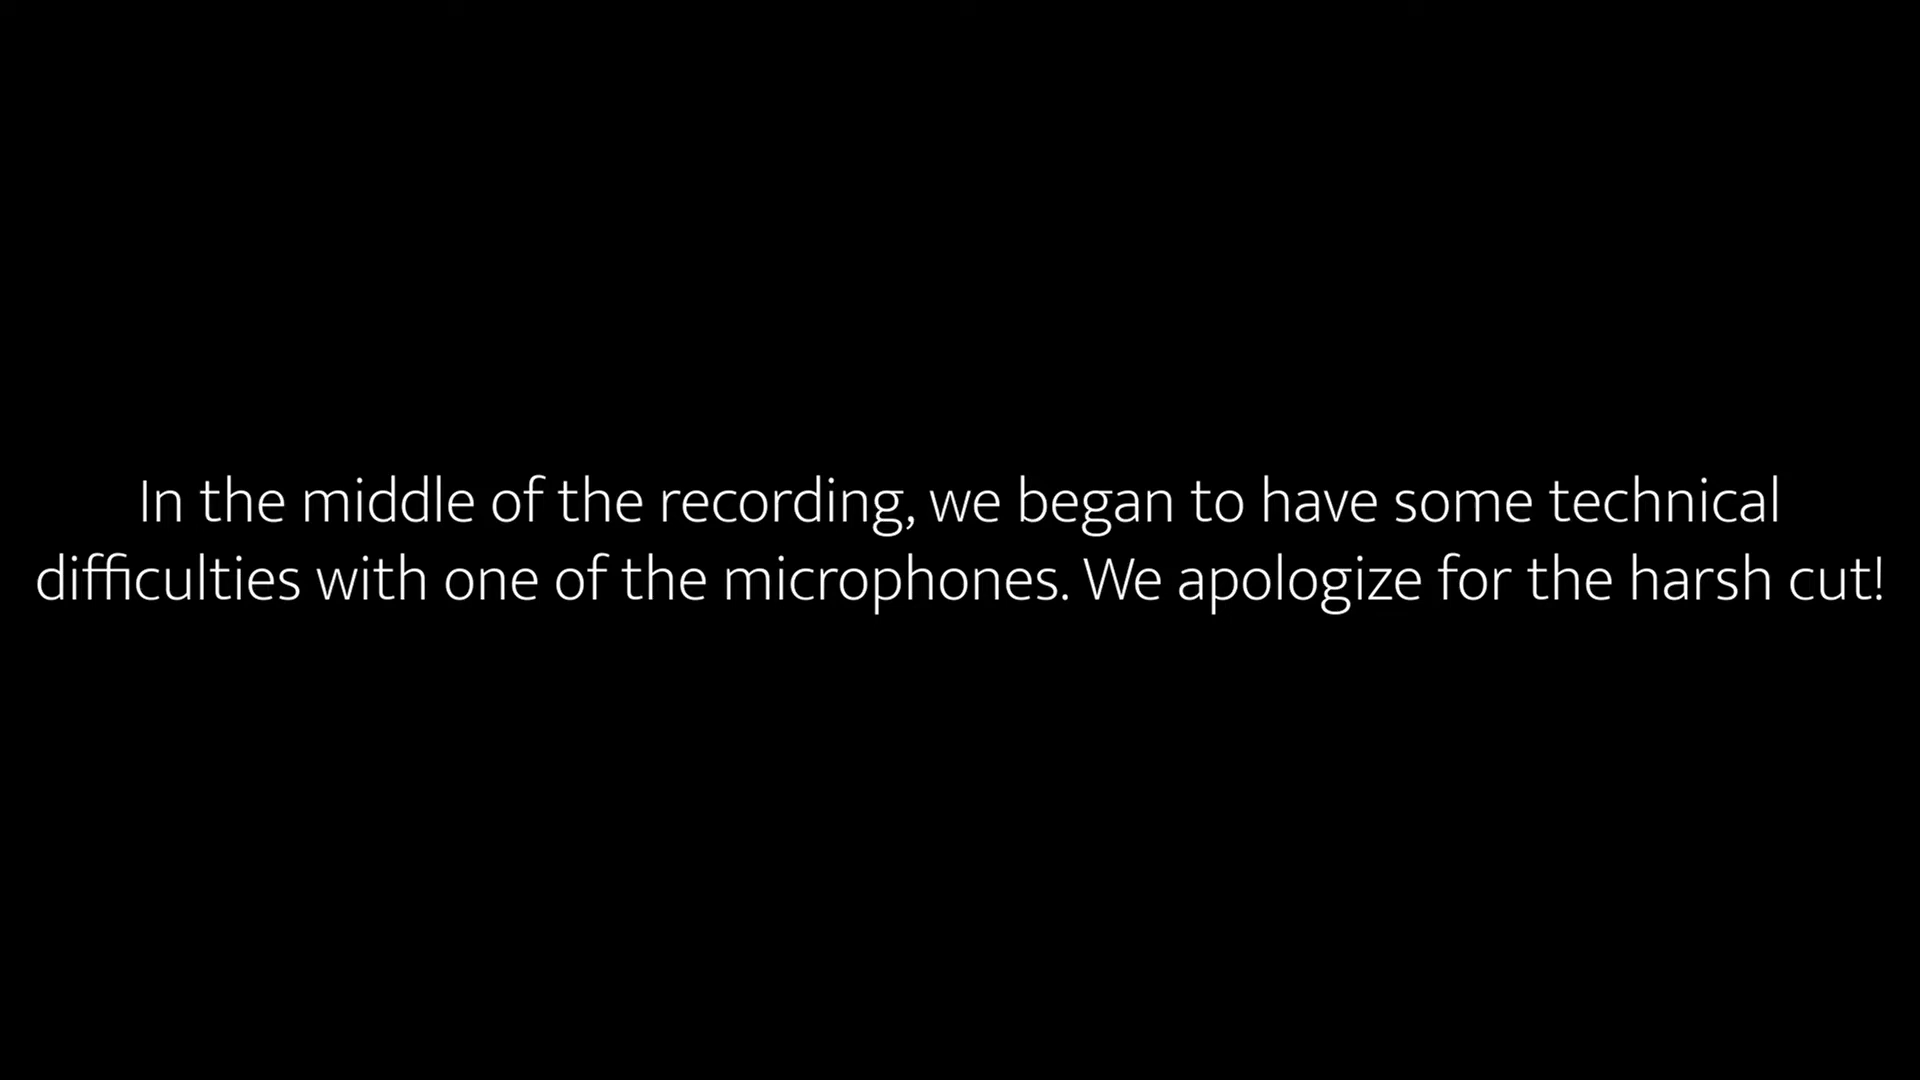 In the middle of the recording, we began to have some technical
difficulties with one of the microphones. We apologize for the harsh cut!